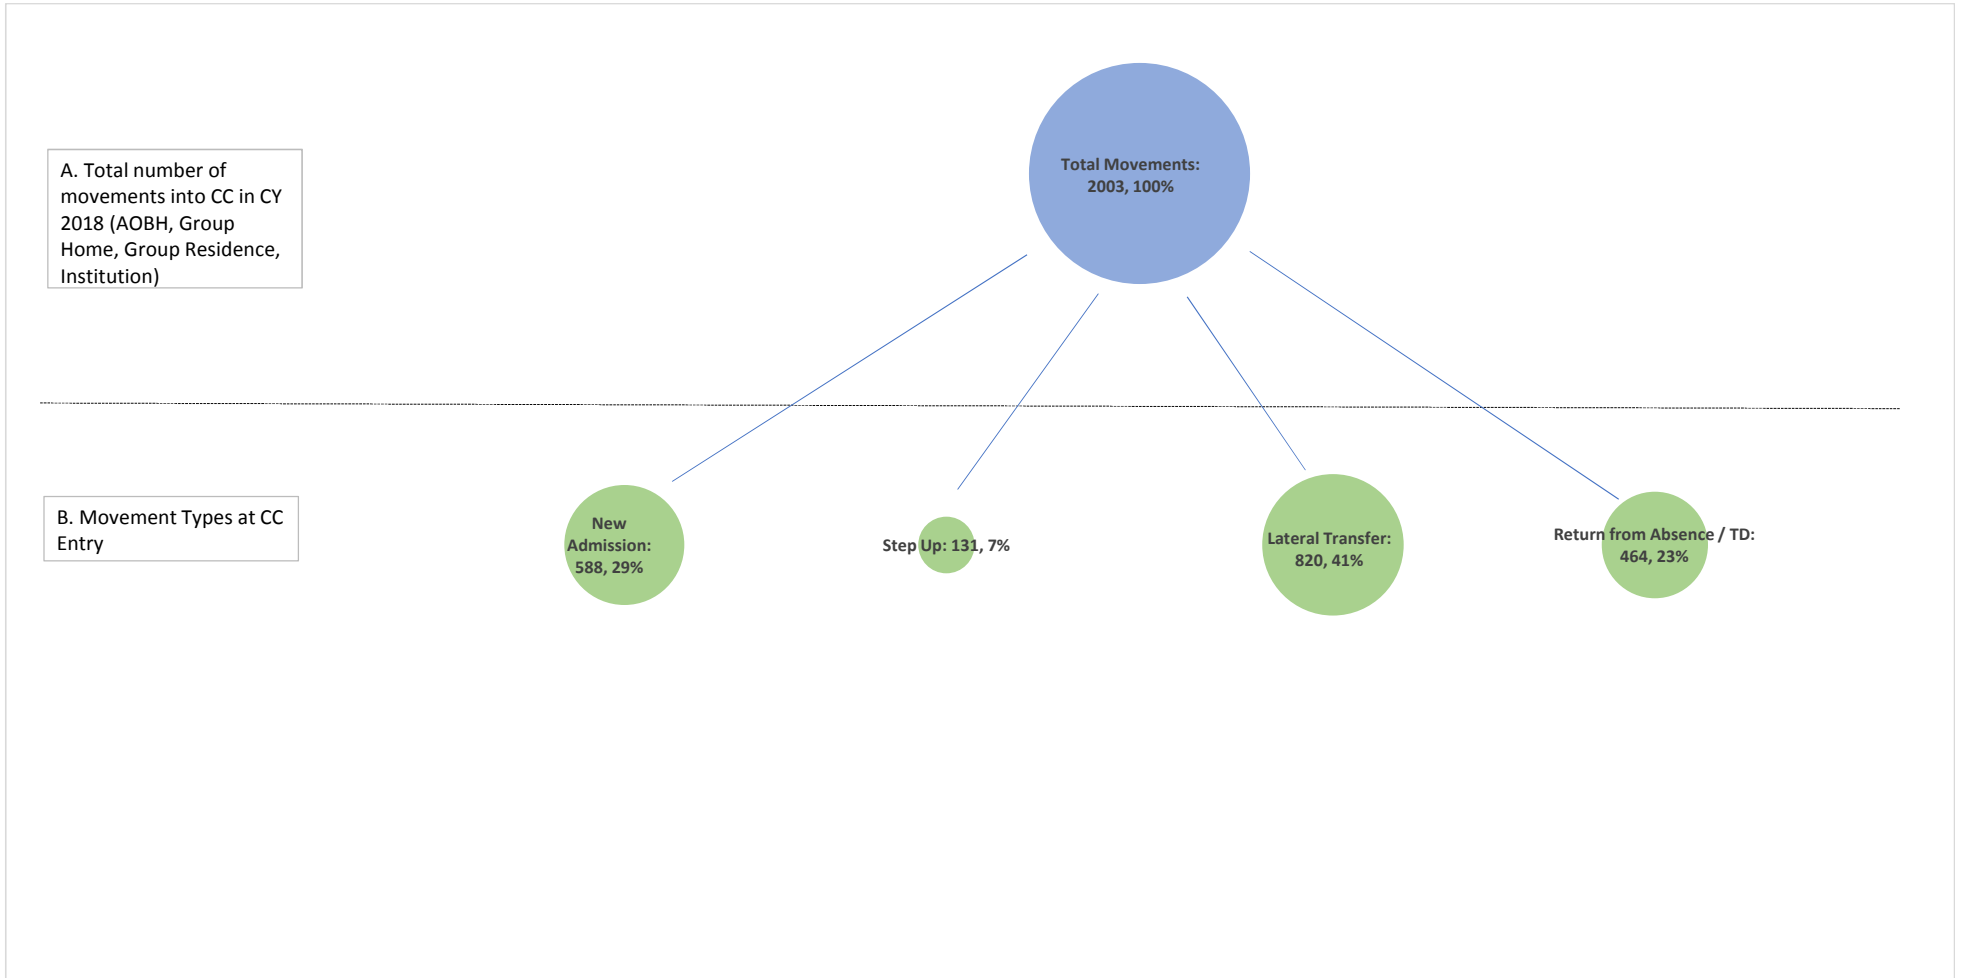 A. Total number of
movements into CC in CY
2018 (AOBH, Group
Home, Group Residence,
Institution)
Total Movements:
2003, 100%
B. Movement Types at CC
Entry
New
Admission:
588, 29%
Step Up: 131, 7%
Lateral Transfer:
820, 41%
Return from Absence / TD:
464, 23%